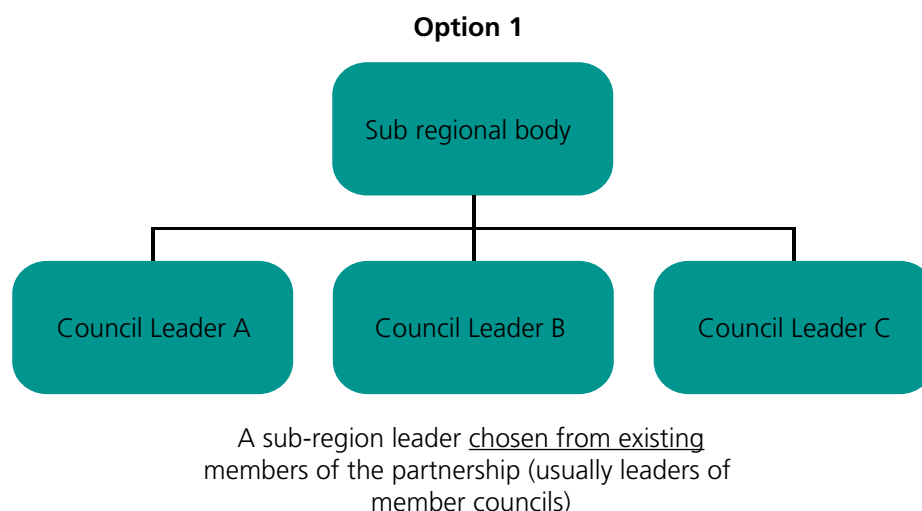 Option 1
Sub regional body
Council Leader A
Council Leader B
Council Leader C
A sub-region leader chosen from existing
members of the partnership (usually leaders of
member councils)